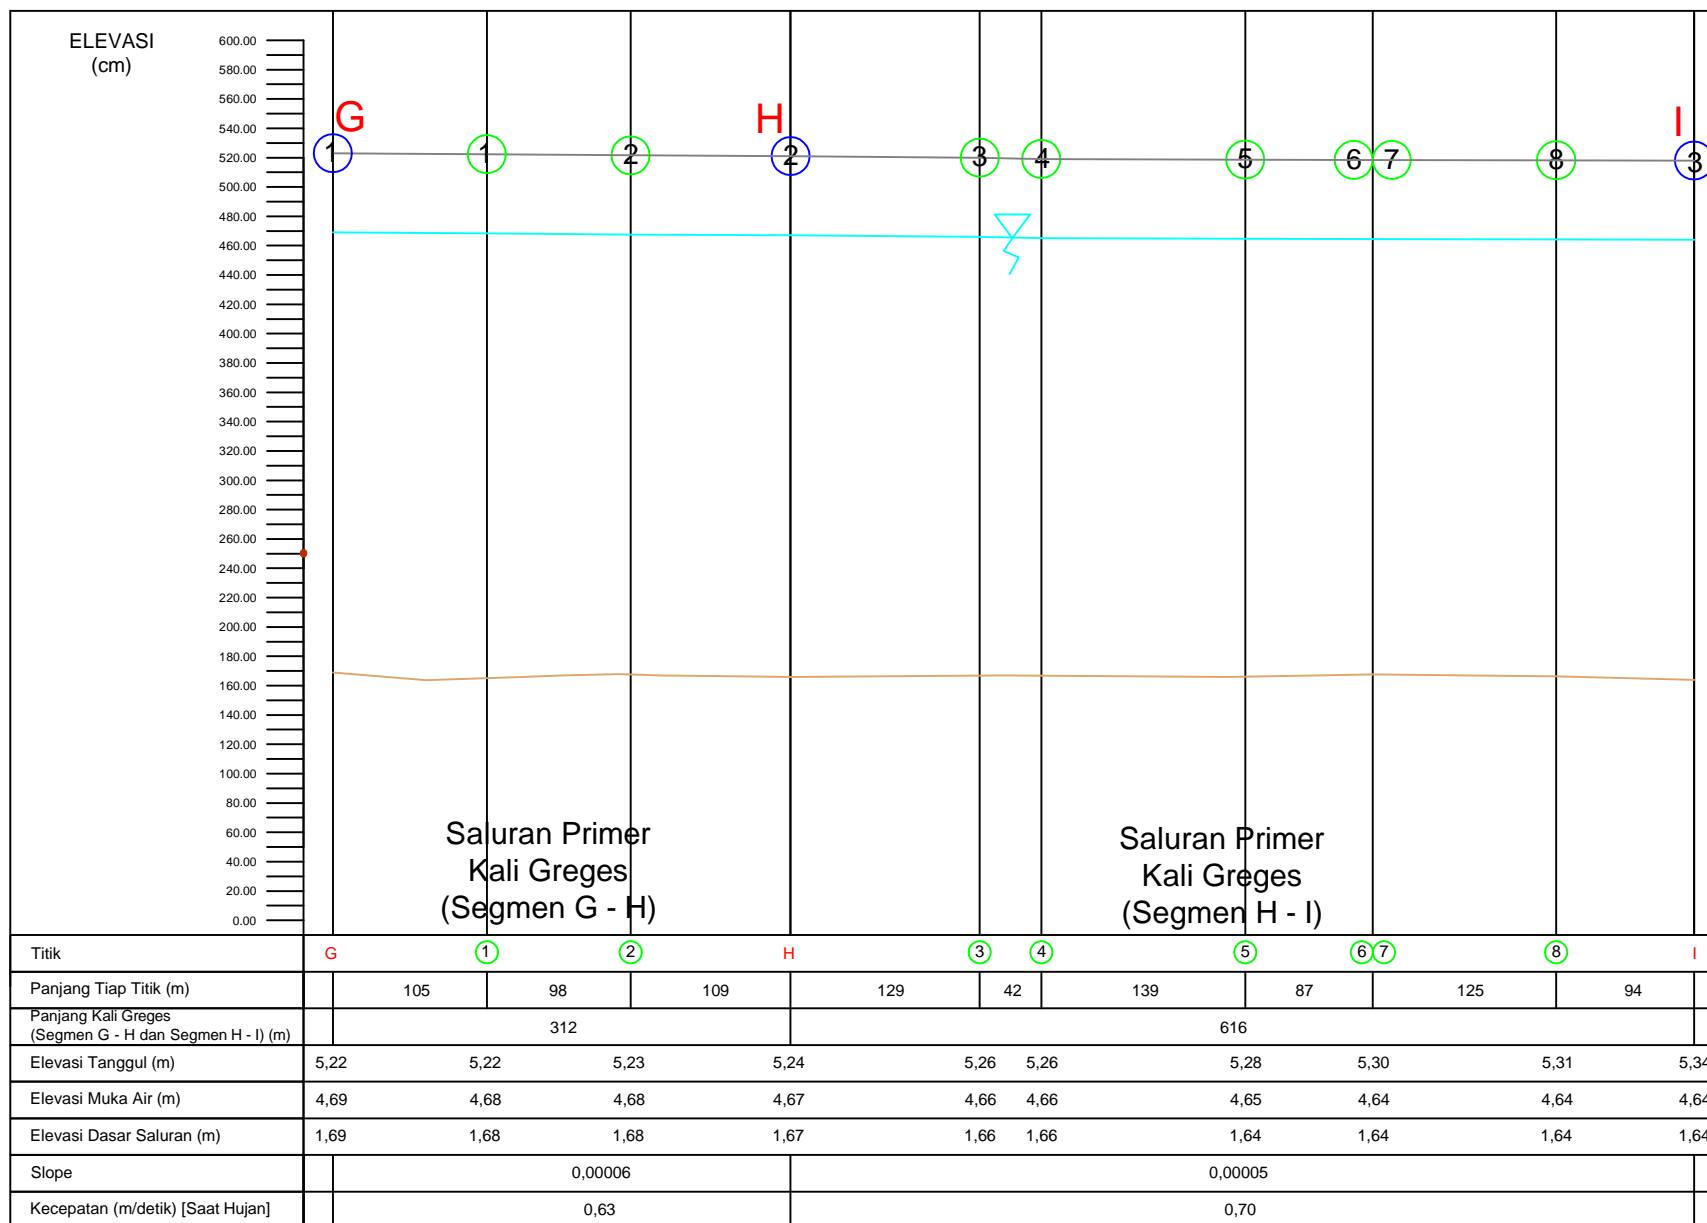 ELEVASI
(cm)
600.00
580.00
560.00
540.00
520.00
500.00
480.00
460.00
440.00
420.00
400.00
380.00
360.00
340.00
320.00
300.00
280.00
260.00
240.00
220.00
200.00
180.00
160.00
140.00
120.00
100.00
80.00
60.00
40.00
20.00
0.00
G H I
1 1 2 2 3 4 5 6 7 8 3
Saluran Primer
Kali Greges
(Segmen G - H)
Saluran Primer
Kali Greges
(Segmen H - I)
Titik G 1 2 H 3 4 5 6 7 8 I
Panjang Tiap Titik (m) 105 98 109 129 42 139 87 125 94
Panjang Kali Greges
(Segmen G - H dan Segmen H - I) (m) 312 616
Elevasi Tanggul (m) 5,22 5,22 5,23 5,24 5,26 5,26 5,28 5,30 5,31 5,34
Elevasi Muka Air (m) 4,69 4,68 4,68 4,67 4,66 4,66 4,65 4,64 4,64 4,64
Elevasi Dasar Saluran (m) 1,69 1,68 1,68 1,67 1,66 1,66 1,64 1,64 1,64 1,64
Slope 0,00006 0,00005
Kecepatan (m/detik) [Saat Hujan] 0,63 0,70